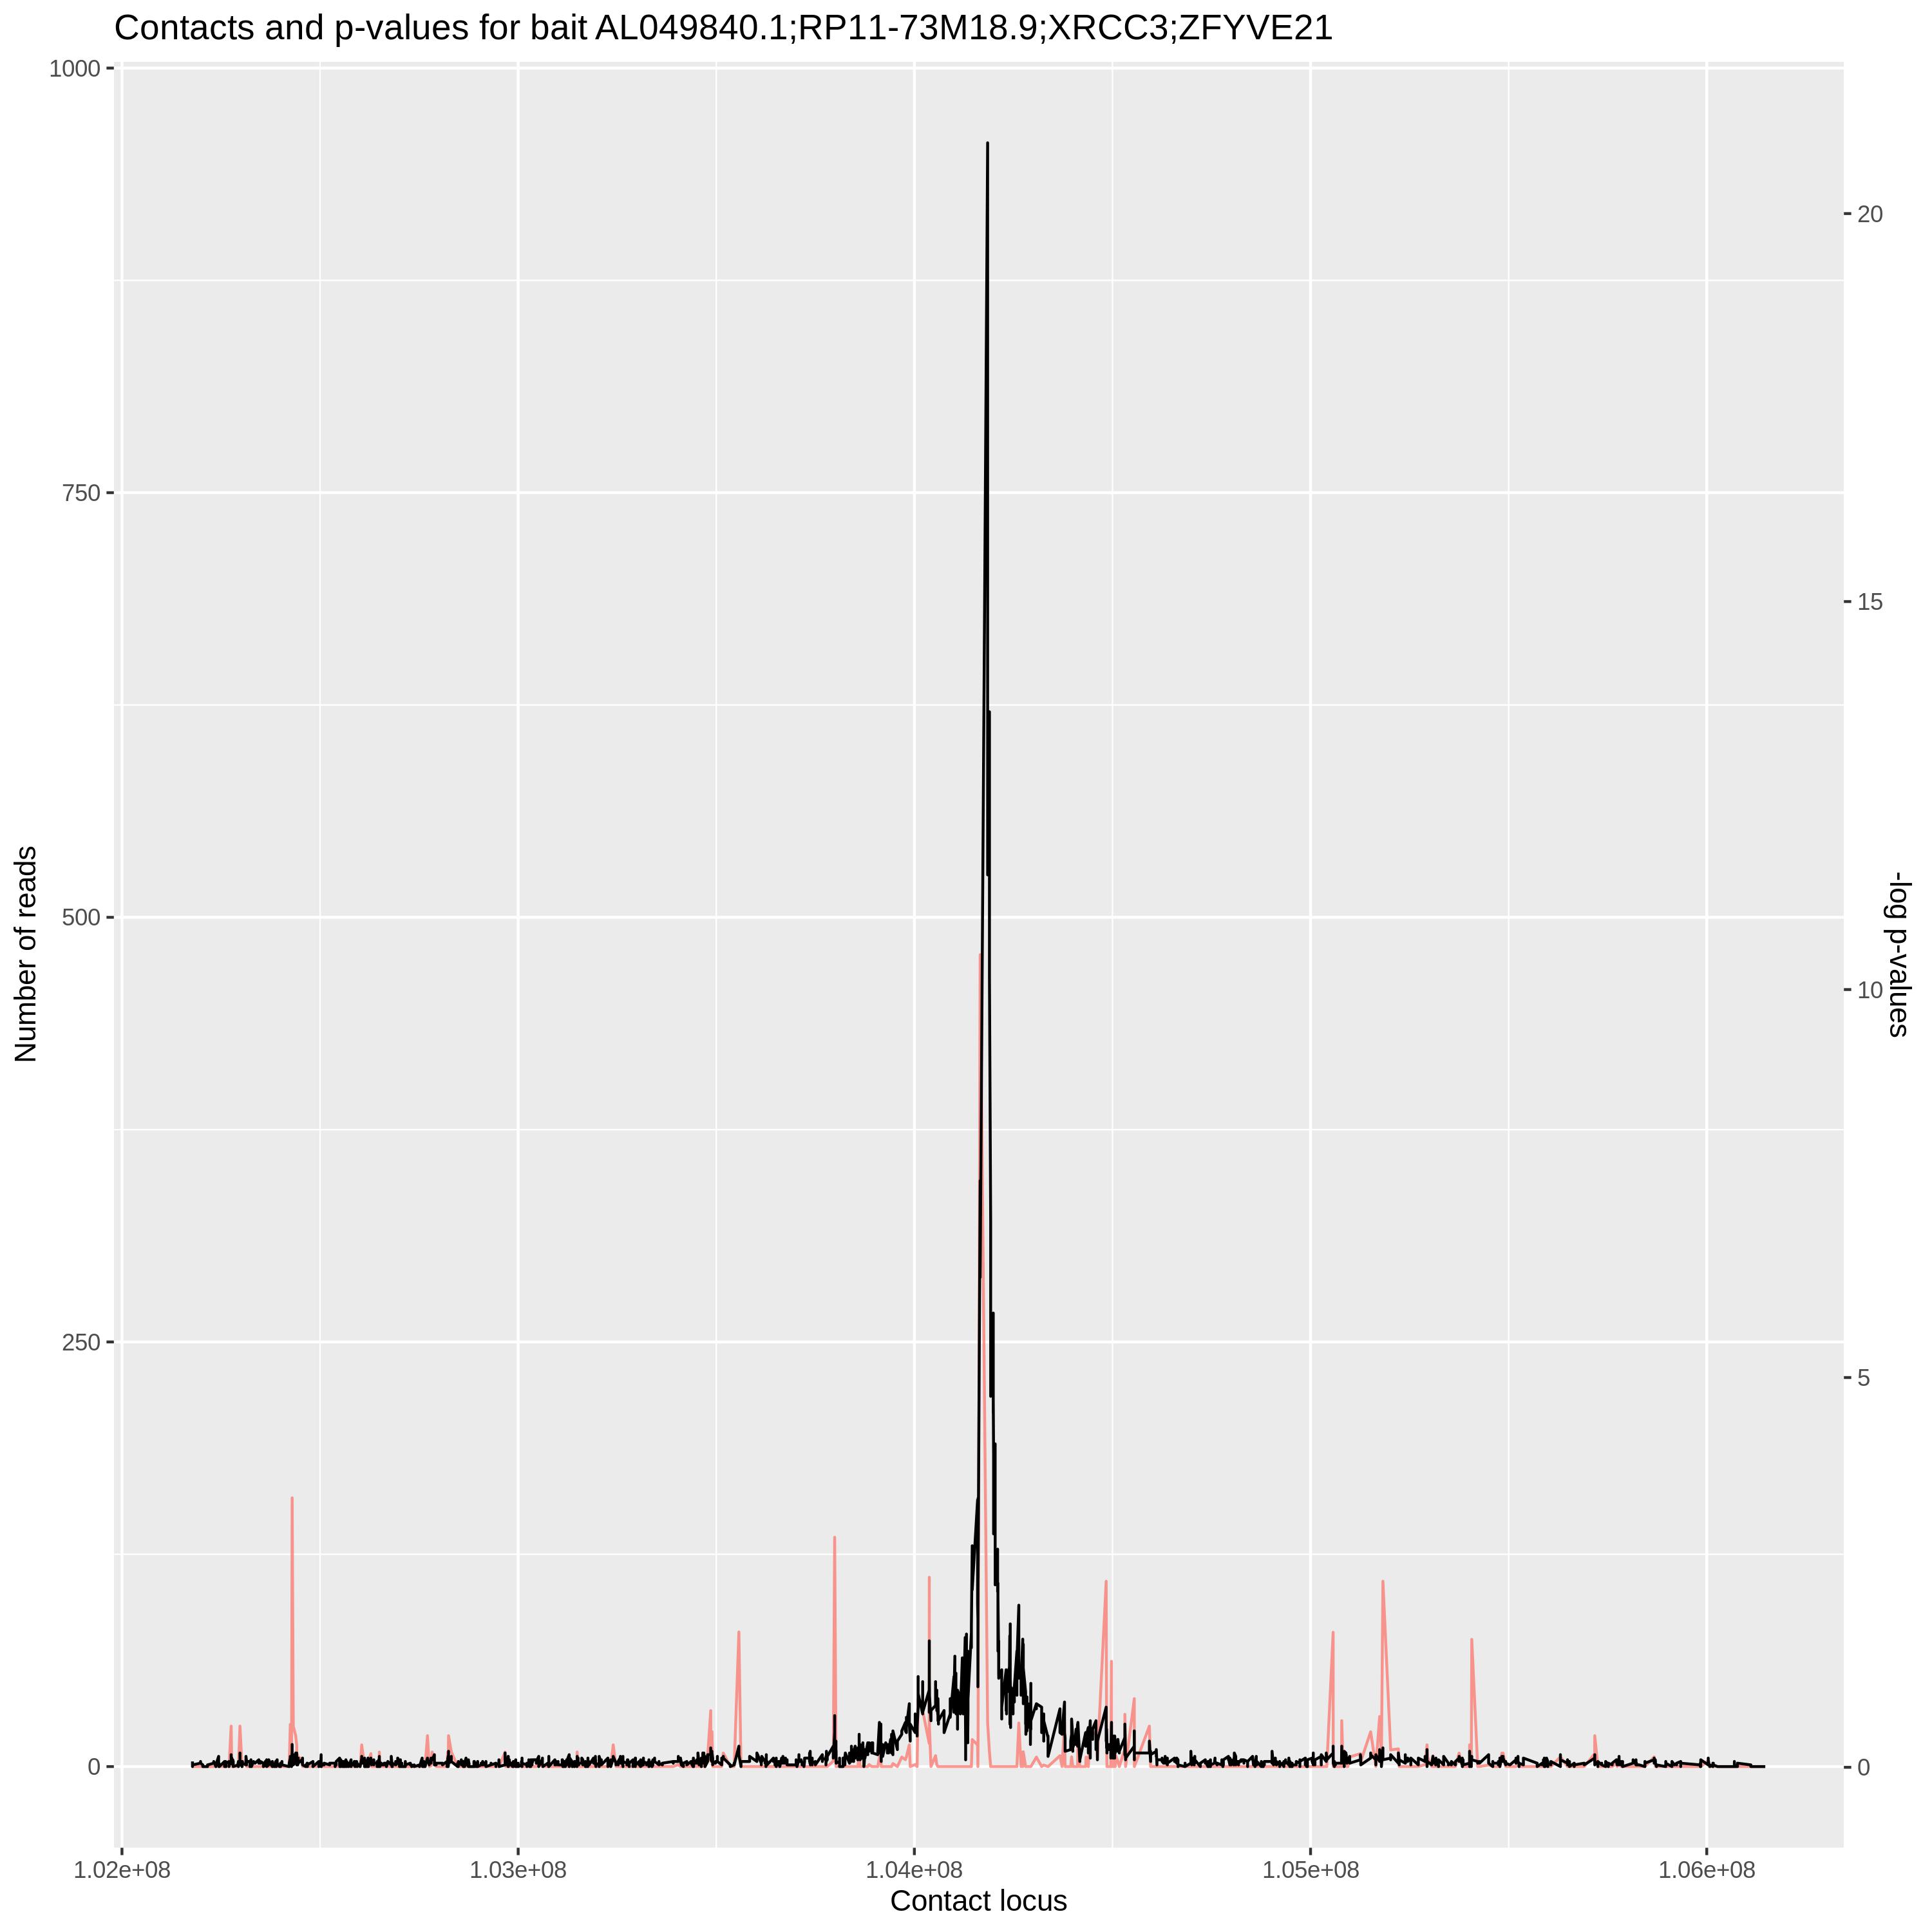 Contacts and p-values for bait AL049840.1;RP11-73M18.9;XRCC3;ZFYVE21
1000
750
500
250
0
Number of reads
20
15
10
5
0
-log p-values
1.02e+08
1.03e+08
1.04e+08
1.05e+08
1.06e+08
Contact locus